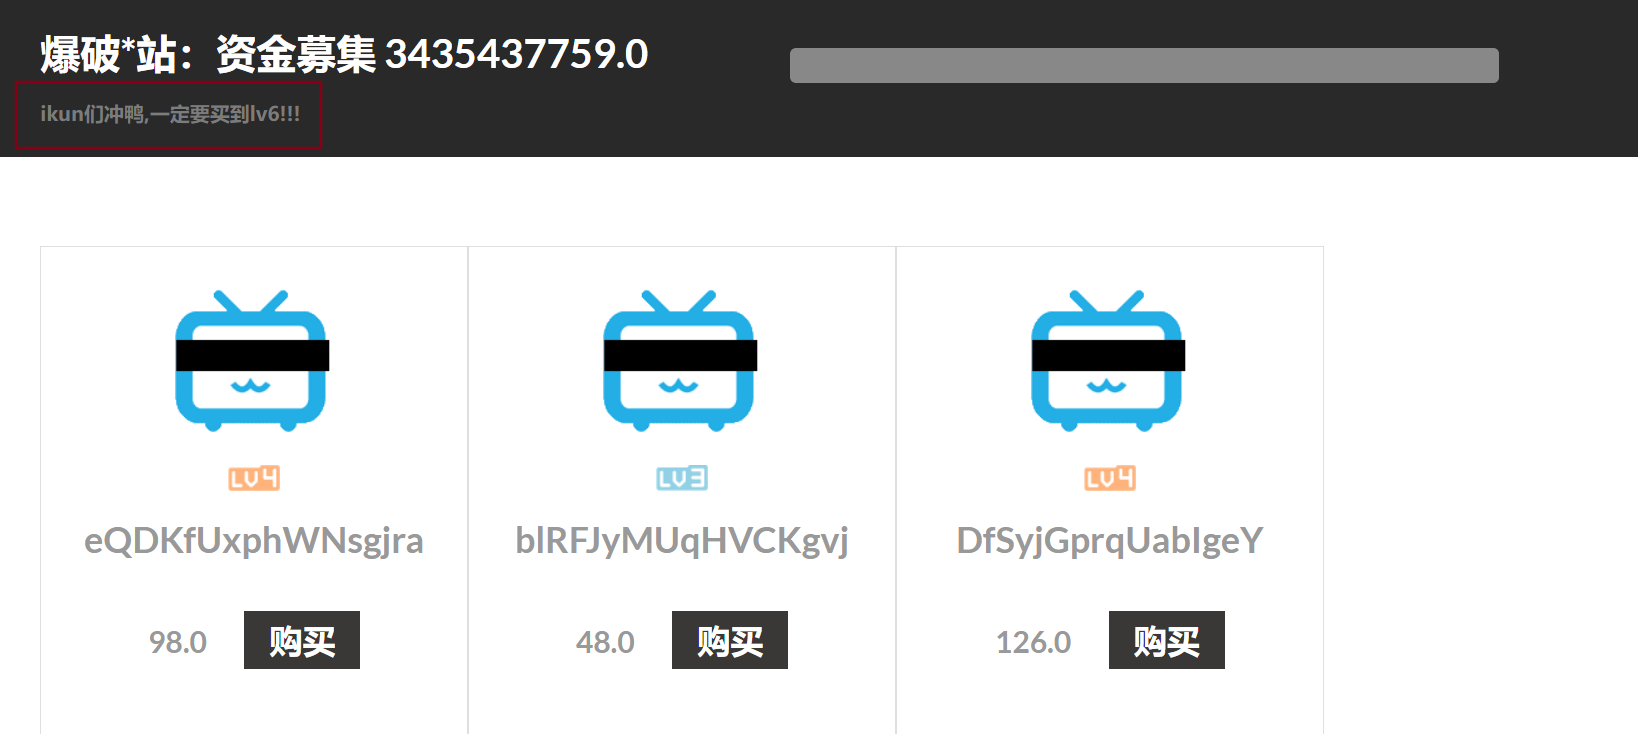 爆破*站：资金募集 3435437759.0
ikun们冲鸭,一定要买到lv6!!!
LV4
LV3
LV4
eQDKfUxphWNsgjra
blRFJyMUqHVCKgvj
DfSyjGprqUabIgeY
98.0 购买
48.0 购买
126.0 购买